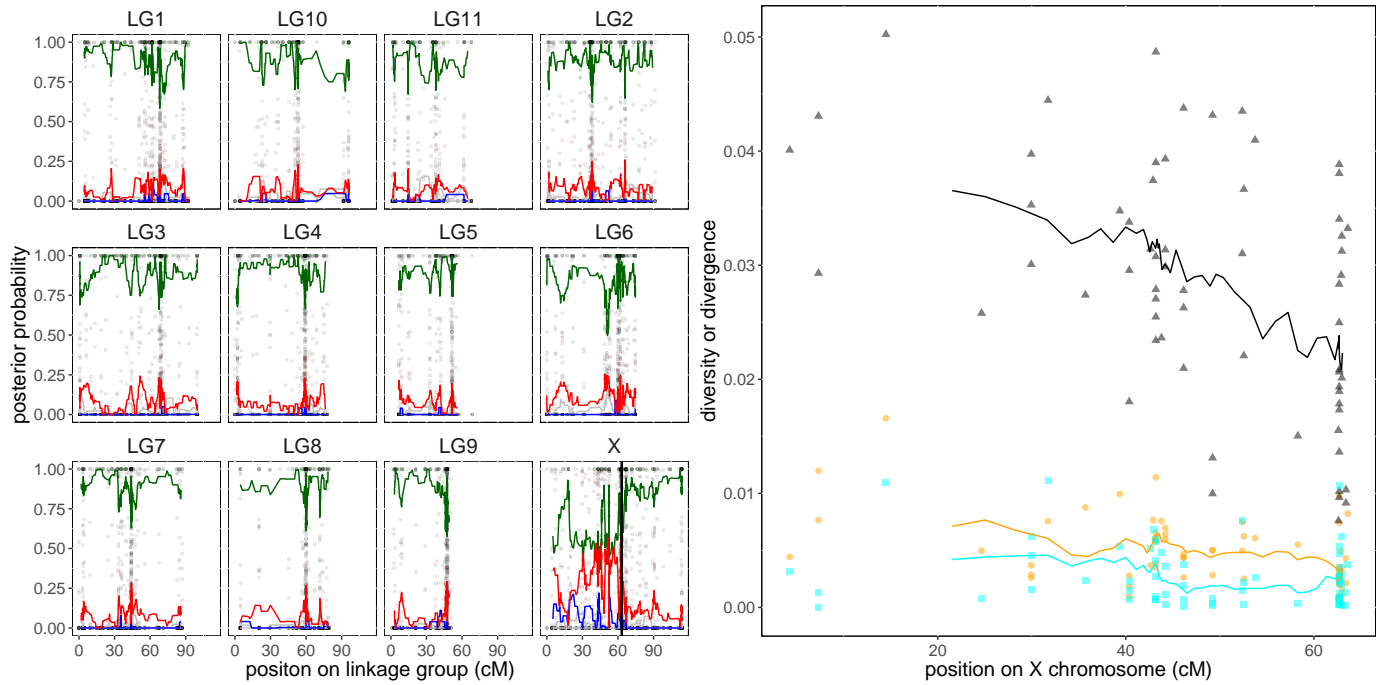 LG1 LG10 LG11 LG2
1.00
0.75
0.50
0.25
0.00
LG3 LG4 LG5 LG6
1.00
0.75
0.50
0.25
0.00
LG7 LG8 LG9 X
1.00
0.75
0.50
0.25
0.00
0 30 60 90 0 30 60 90 0 30 60 90 0 30 60 90
positon on linkage group (cM)
posterior probability
diversity or divergence
0.05
0.04
0.03
0.02
0.01
0.00
20 40 60
position on X chromosome (cM)